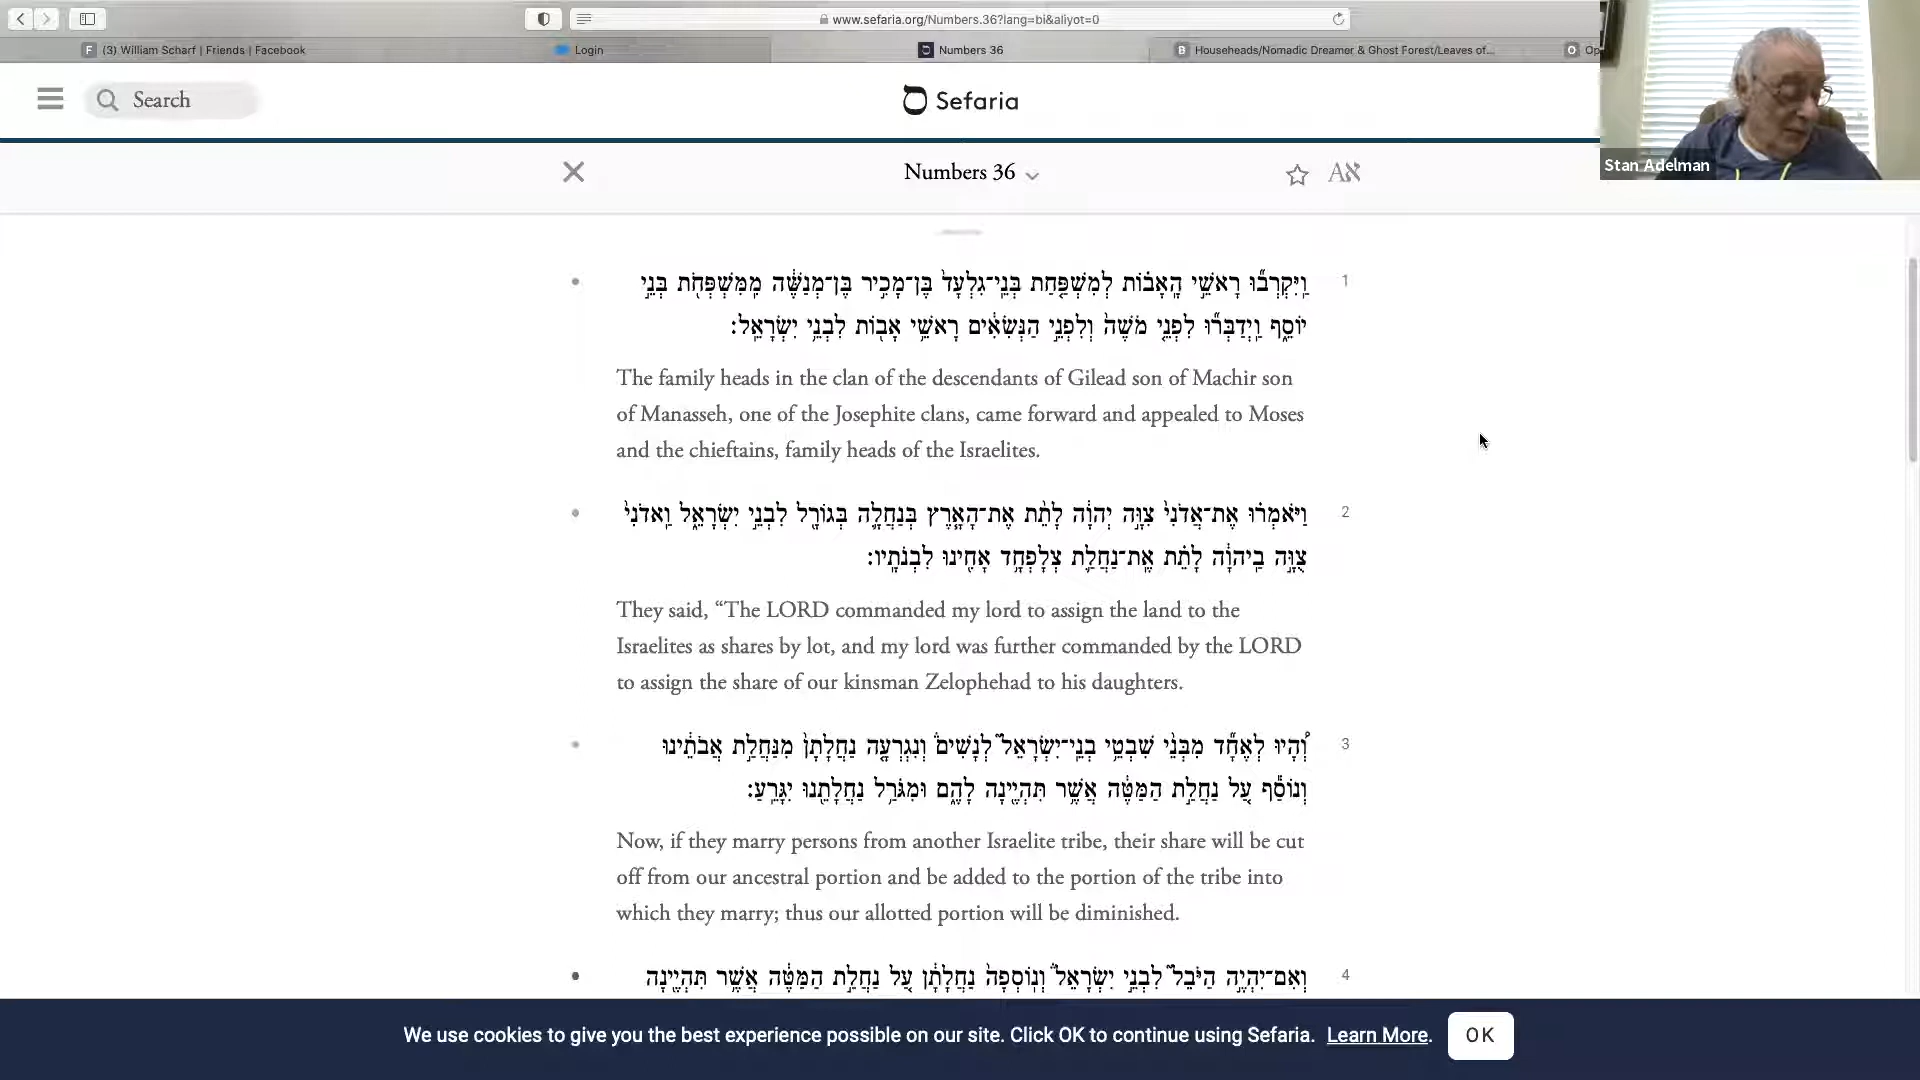 www.sefaria.org/Numbers.36?lang=bi&aliyot=0
(3) William Scharf | Friends | Facebook
Login
Numbers 36
Househeads/Nomadic Dreamer & Ghost Forest/Leaves of...
Op
Search
Sefaria
Stan Adelman
Numbers 36
Aא
1
וַֽיִּקְרְב֞וּ רָאשֵׁ֣י הָֽאָב֗וֹת לְמִשְׁפַּ֤חַת בְּנֵֽי־גִלְעָד֙ בֶּן־מָכִ֣יר בֶּן־מְנַשֶּׁ֔ה מִֽמִּשְׁפְּחֹ֖ת בְּנֵ֣י
יוֹסֵ֑ף וַֽיְדַבְּר֞וּ לִפְנֵ֤י מֹשֶׁה֙ וְלִפְנֵ֣י הַנְּשִׂאִ֔ים רָאשֵׁ֥י אָב֖וֹת לִבְנֵ֥י יִשְׂרָאֵֽל׃
The family heads in the clan of the descendants of Gilead son of Machir son
of Manasseh, one of the Josephite clans, came forward and appealed to Moses
and the chieftains, family heads of the Israelites.
2
וַיֹּאמְר֗וּ אֶת־אֲדֹנִי֙ צִוָּ֣ה יְהוָ֔ה לָתֵ֨ת אֶת־הָאָ֧רֶץ בְּנַחֲלָ֛ה בְּגוֹרָ֖ל לִבְנֵ֣י יִשְׂרָאֵ֑ל וַֽאדֹנִי֙
צֻוָּ֣ה בַֽיהוָ֔ה לָתֵ֗ת אֶֽת־נַחֲלַ֛ת צְלָפְחָ֥ד אָחִ֖ינוּ לִבְנֹתָֽיו׃
They said, “The LORD commanded my lord to assign the land to the
Israelites as shares by lot, and my lord was further commanded by the LORD
to assign the share of our kinsman Zelophehad to his daughters.
3
וְ֠הָיוּ לְאֶחָ֞ד מִבְּנֵ֨י שִׁבְטֵ֥י בְנֵֽי־יִשְׂרָאֵל֮ לְנָשִׁים֒ וְנִגְרְעָ֤ה נַחֲלָתָן֙ מִנַּחֲלַ֣ת אֲבֹתֵ֔ינוּ
וְנוֹסַ֕ף עַ֚ל נַחֲלַ֣ת הַמַּטֶּ֔ה אֲשֶׁ֥ר תִּהְיֶ֖ינָה לָהֶ֑ם וּמִגֹּרַ֥ל נַחֲלָתֵ֖נוּ יִגָּרֵֽעַ׃
Now, if they marry persons from another Israelite tribe, their share will be cut
off from our ancestral portion and be added to the portion of the tribe into
which they marry; thus our allotted portion will be diminished.
4
וְאִם־יִהְיֶ֣ה הַיֹּבֵל֮ לִבְנֵ֣י יִשְׂרָאֵל֒ וְנֽוֹסְפָה֙ נַחֲלָתָ֔ן עַ֚ל נַחֲלַ֣ת הַמַּטֶּ֔ה אֲשֶׁ֥ר תִּהְיֶ֖ינָה
We use cookies to give you the best experience possible on our site. Click OK to continue using Sefaria. Learn More.
OK